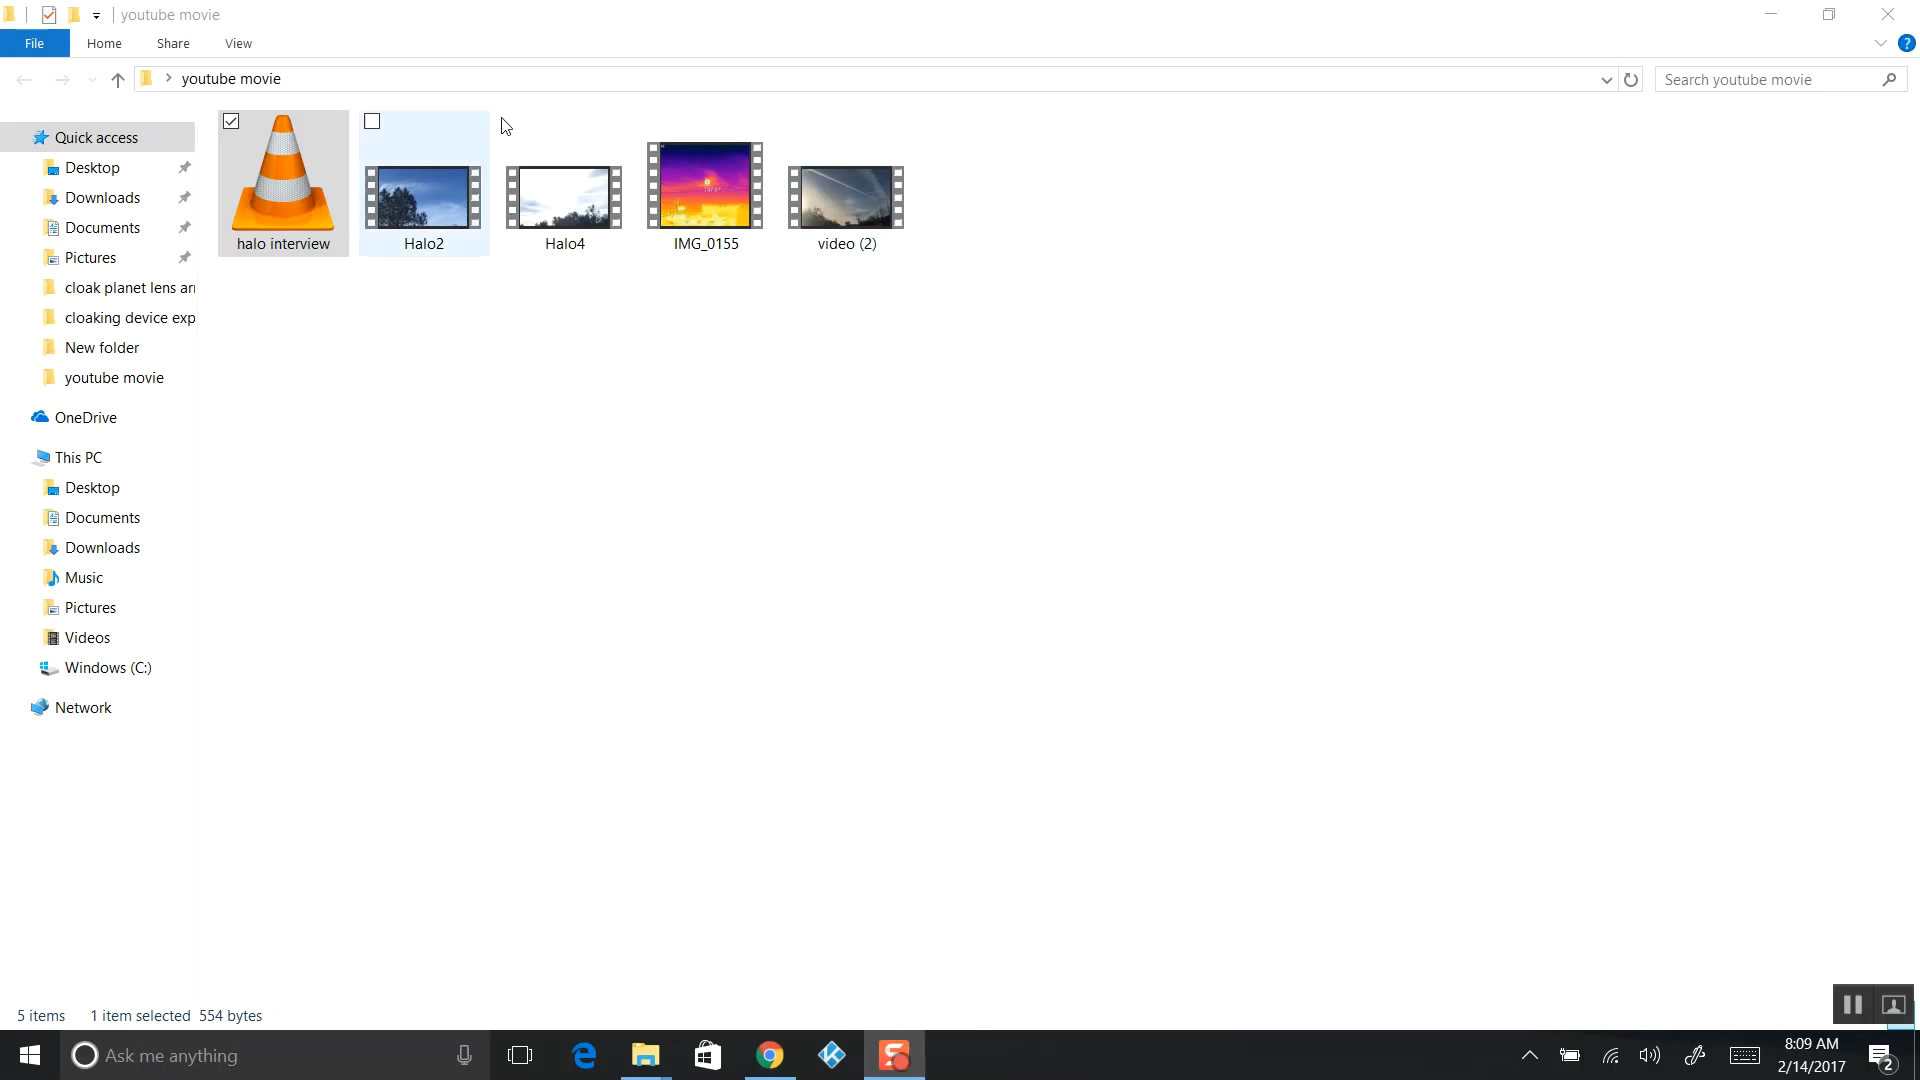 youtube movie
File Home Share View
youtube movie
Search youtube movie
Quick access
Desktop
Downloads
Documents
Pictures
cloak planet lens arr
cloaking device exp
New folder
youtube movie
OneDrive
This PC
Desktop
Documents
Downloads
Music
Pictures
Videos
Windows (C:)
Network
halo interview Halo2 Halo4 IMG_0155 video (2)
5 items 1 item selected 554 bytes
Ask me anything
8:09 AM
2/14/2017
2